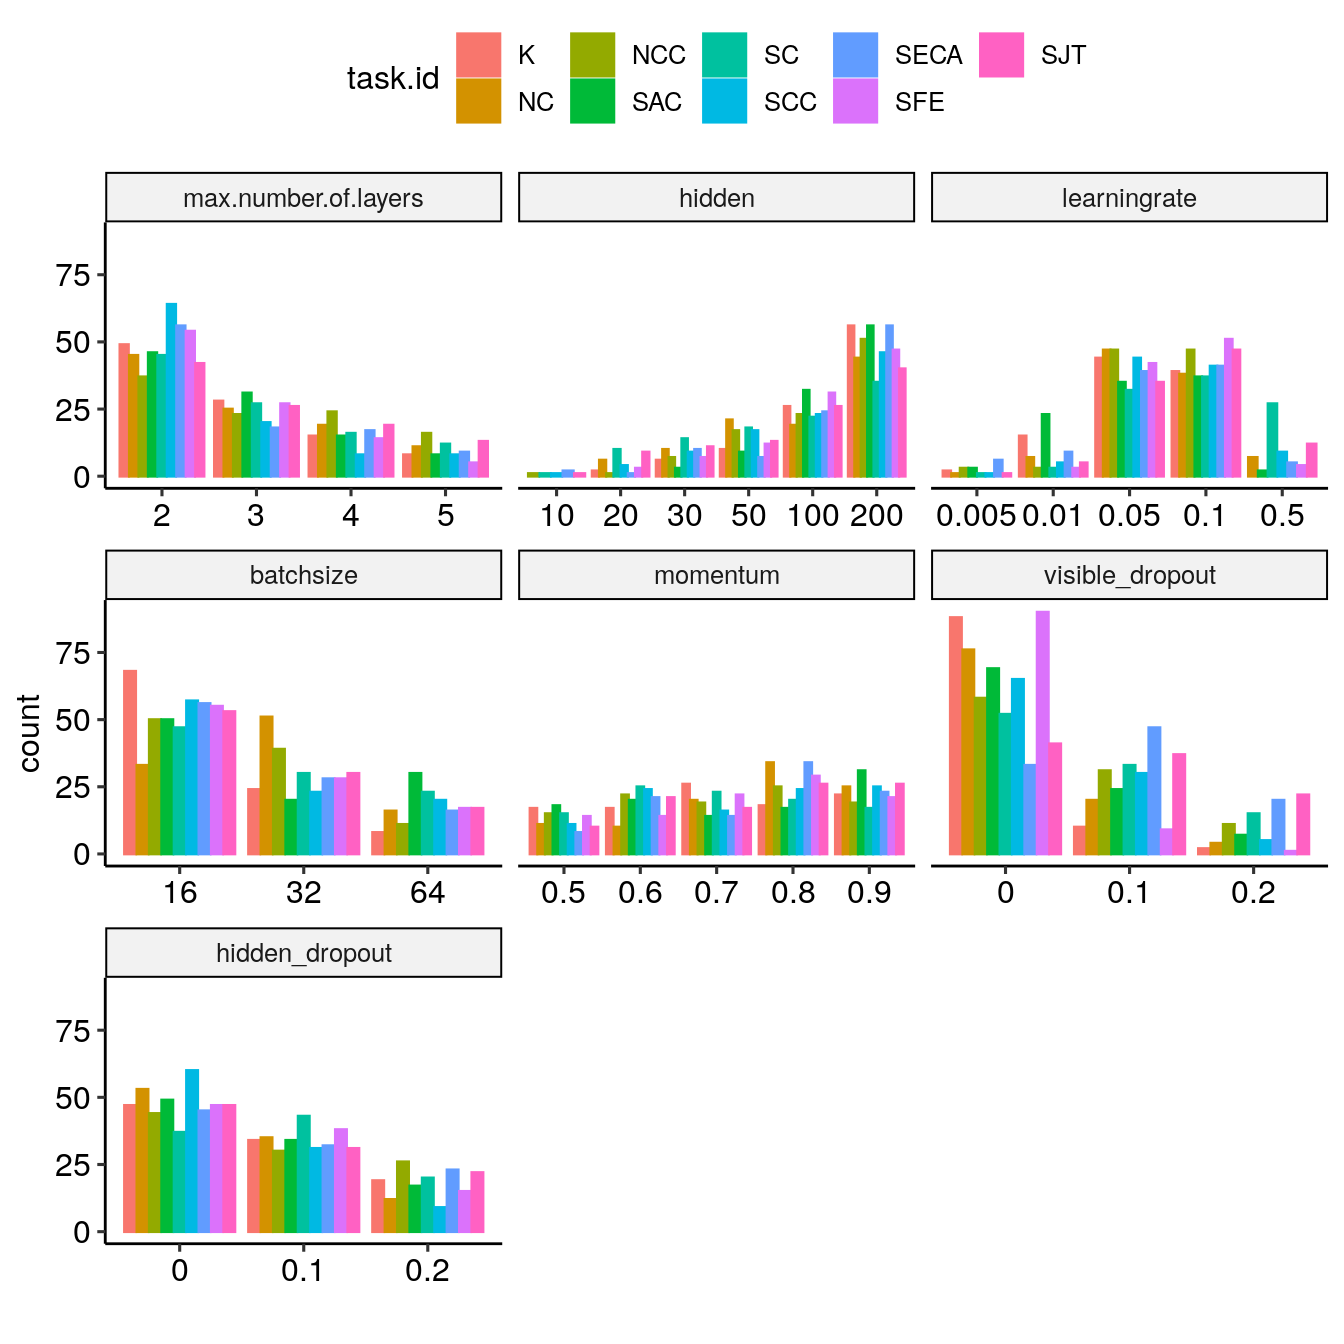 task.id
K NCC SC SECA SJT
NC SAC SCC SFE
max.number.of.layers hidden learningrate
75
50
25
0
2 3 4 5 10 20 30 50 100 200 0.005 0.01 0.05 0.1 0.5
batchsize momentum visible_dropout
count
75
50
25
0
16 32 64 0.5 0.6 0.7 0.8 0.9 0 0.1 0.2
hidden_dropout
75
50
25
0
0 0.1 0.2